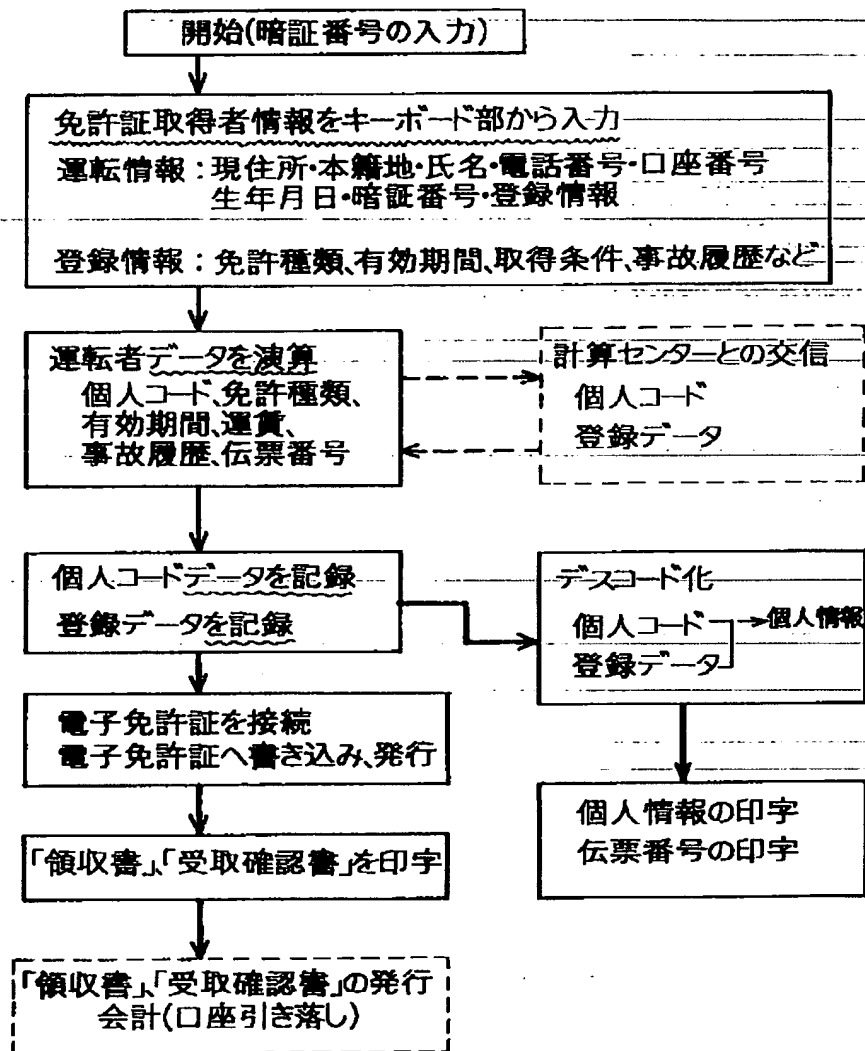 開始(暗証番号の入力)
免許証取得者情報をキーボード部から入力
運転情報:現住所・本籍地・氏名・電話番号・口座番号
生年月日・暗証番号・登録情報
登録情報:免許種類、有効期間、取得条件、事故履歴など
運転者データを演算
個人コード、免許種類、
有効期間、運賃、
事故履歴、伝票番号
計算センターとの交信
個人コード
登録データ
個人コードデータを記録
登録データを記録
デスコード化
個人コード
個人情報
登録データ
電子免許証を接続
電子免許証へ書き込み、発行
個人情報の印字
伝票番号の印字
「領収書」、「受取確認書」を印字
「領収書」、「受取確認書」の発行
会計(口座引き落し)